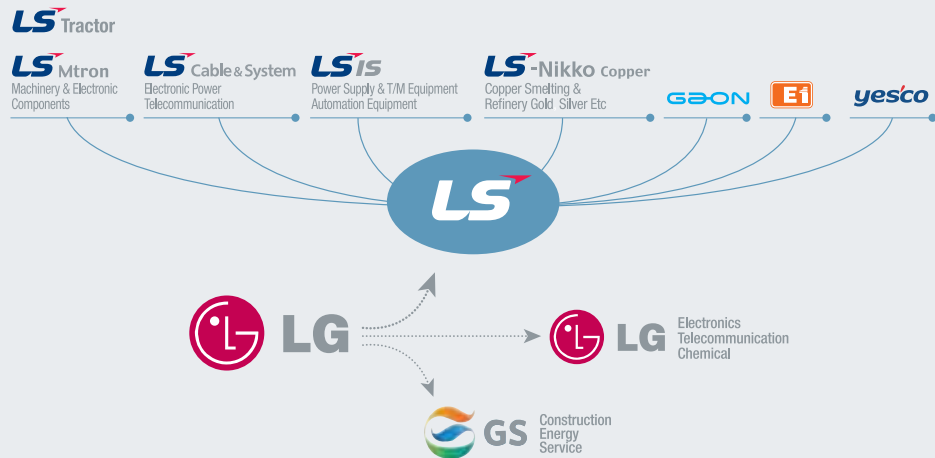 LS Tractor
LS Mtron
Machinery & Electronic
Components
LS Cable & System
Electronic Power
Telecommunication
LS IS
Power Supply & T/M Equipment
Automation Equipment
LS-Nikko Copper
Copper Smelting &
Refinery Gold Silver Etc
GAON
E1
yesco
LS
LG
LG
Electronics
Telecommunication
Chemical
GS
Construction
Energy
Service